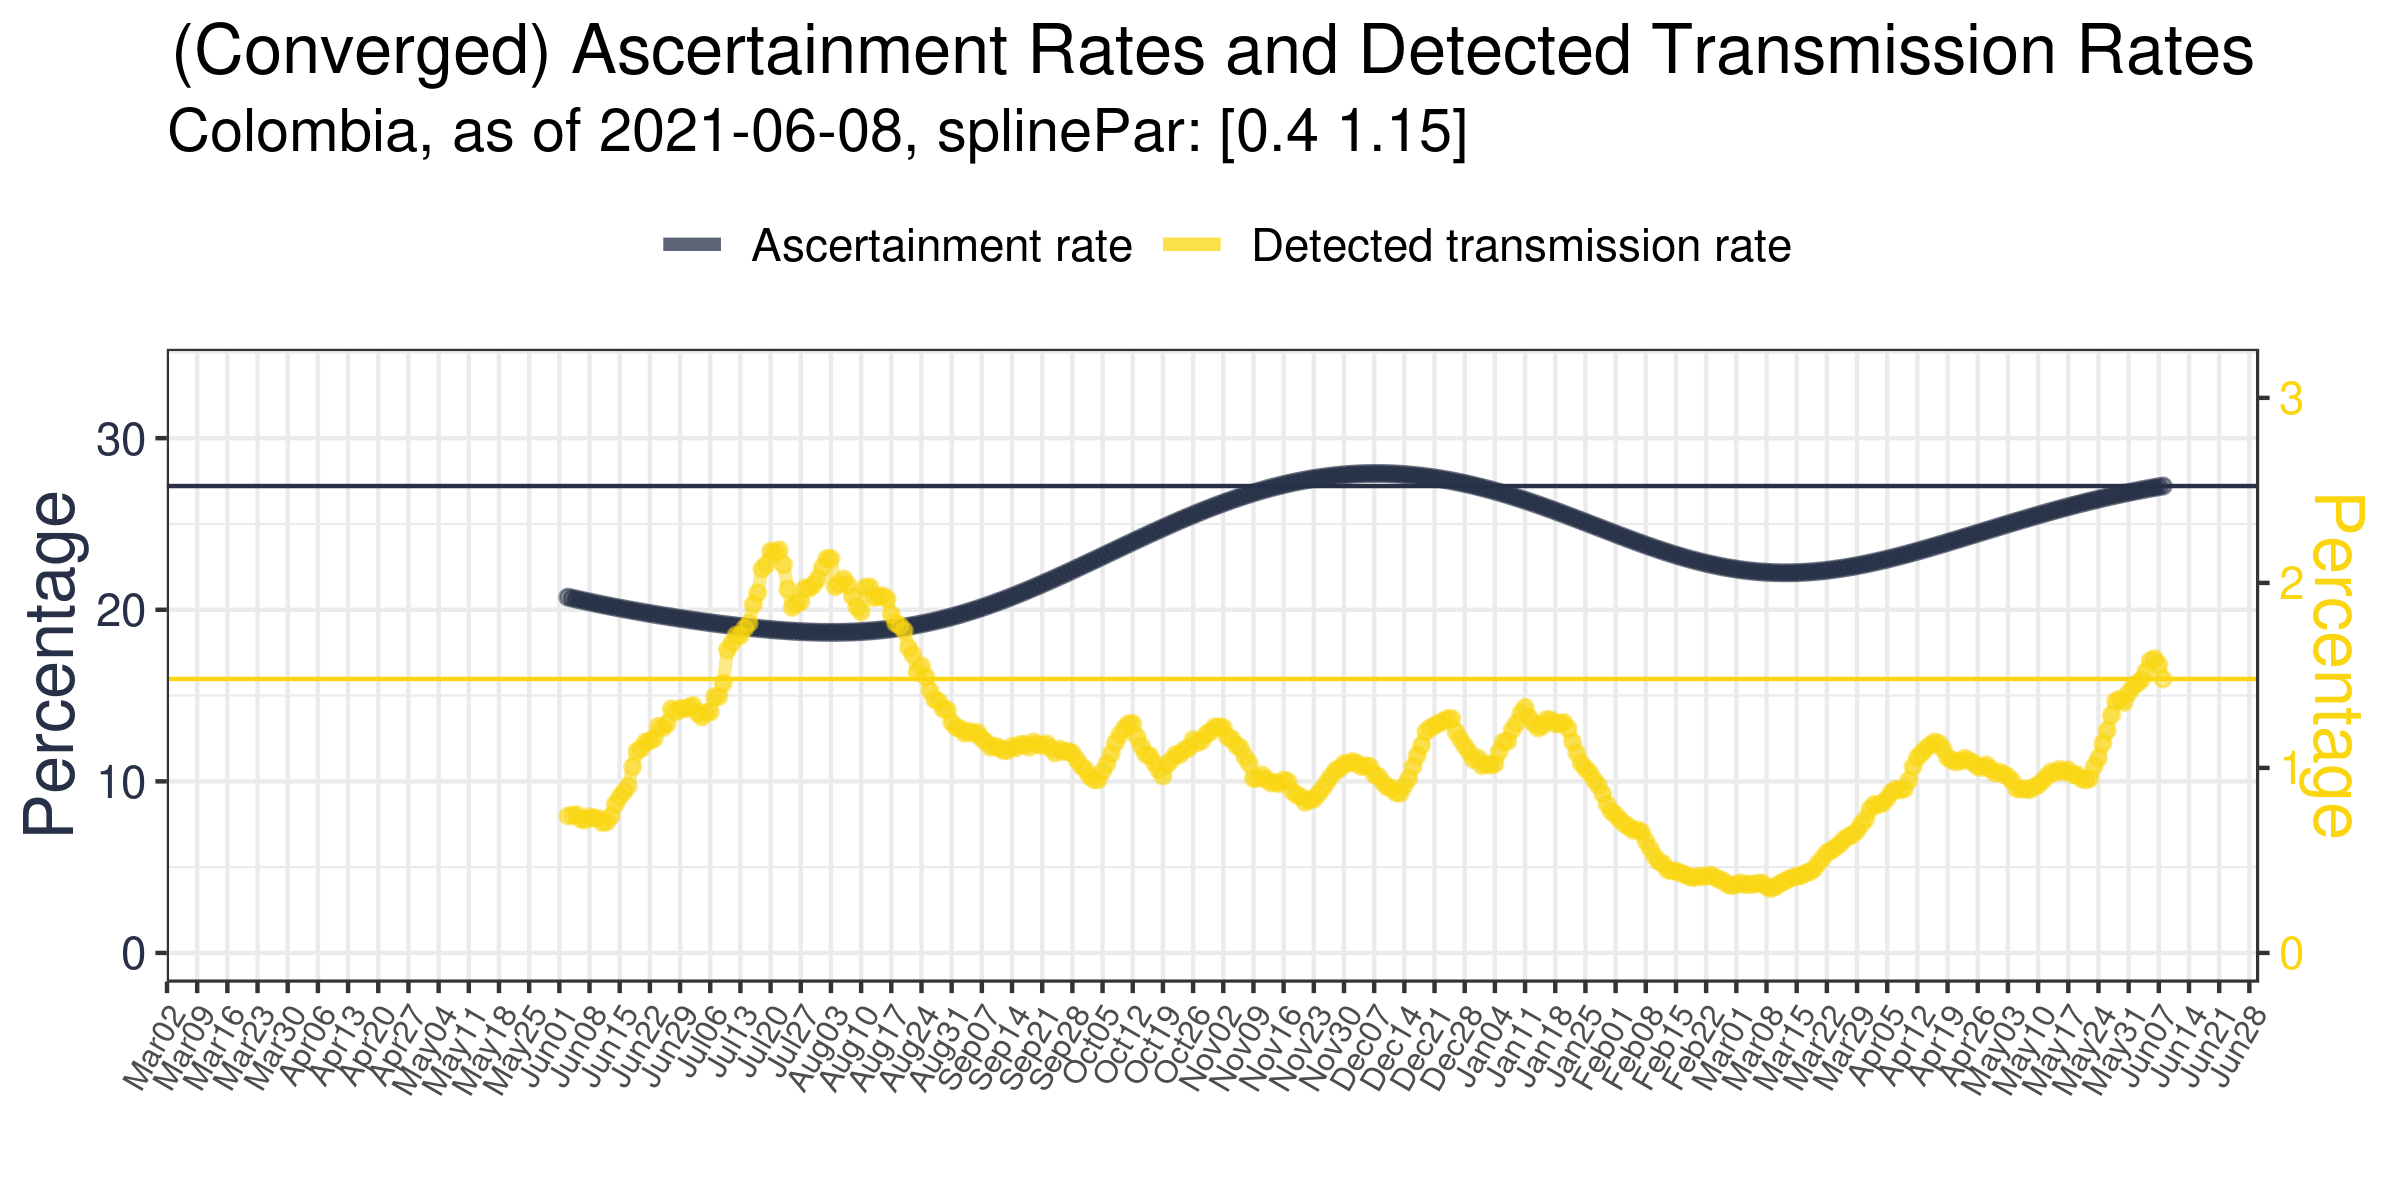 (Converged) Ascertainment Rates and Detected Transmission Rates
Colombia, as of 2021-06-08, splinePar: [0.4 1.15]
Ascertainment rate
Detected transmission rate
Percentage
30
20
10
0
3
2
1
0
Percentage
Mar02
Mar09
Mar16
Mar23
Mar30
Apr06
Apr13
Apr20
Apr27
May04
May11
May18
May25
Jun01
Jun08
Jun15
Jun22
Jun29
Jul06
Jul13
Jul20
Jul27
Aug03
Aug10
Aug17
Aug24
Aug31
Sep07
Sep14
Sep21
Sep28
Oct05
Oct12
Oct19
Oct26
Nov02
Nov09
Nov16
Nov23
Nov30
Dec07
Dec14
Dec21
Dec28
Jan04
Jan11
Jan18
Jan25
Feb01
Feb08
Feb15
Feb22
Mar01
Mar08
Mar15
Mar22
Mar29
Apr05
Apr12
Apr19
Apr26
May03
May10
May17
May24
May31
Jun07
Jun14
Jun21
Jun28